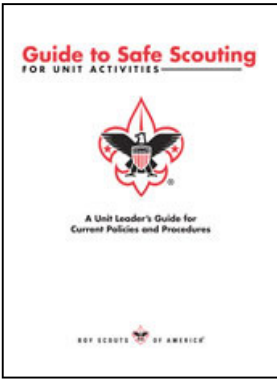 Guide to Safe Scouting
FOR UNIT ACTIVITIES
®
A Unit Leader's Guide for
Current Policies and Procedures
BOY SCOUTS OF AMERICA®